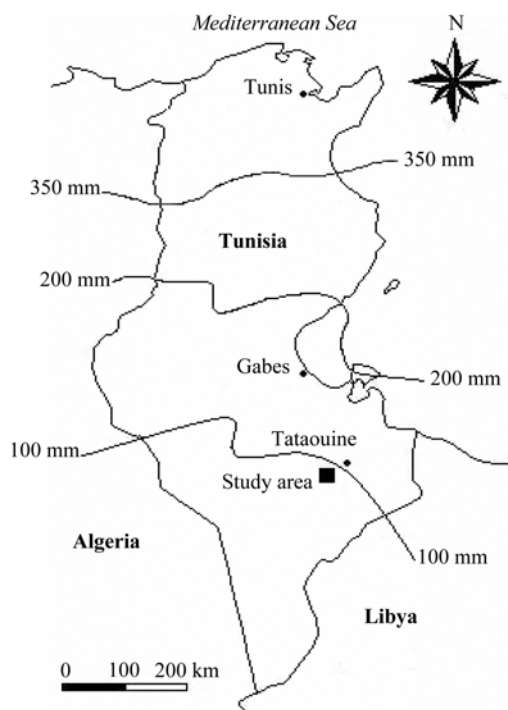 Mediterranean Sea
N
Tunis
350 mm
350 mm
Tunisia
200 mm
Gabes
200 mm
100 mm
Tataouine
Study area
Algeria
100 mm
Libya
0 100 200 km